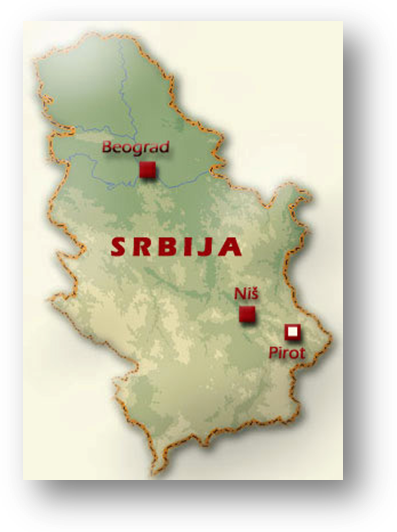 Beograd
SRBIJA
Niš
Pirot